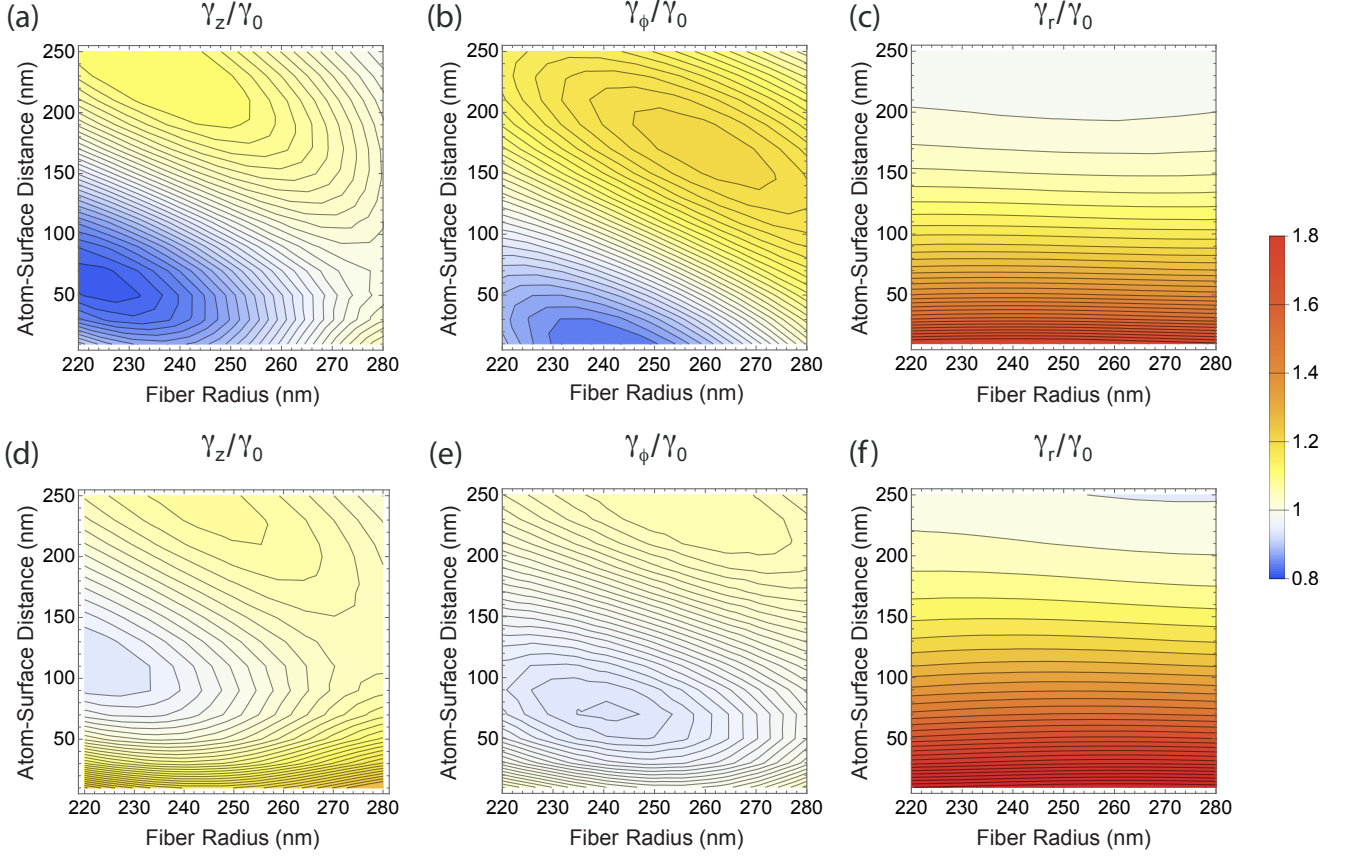 (a) γz/γ0 (b) γϕ/γ0 (c) γr/γ0
250 250 250
200 200 200
150 150 150
100 100 100
50 50 50
Atom-Surface Distance (nm) Atom-Surface Distance (nm) Atom-Surface Distance (nm)
220 230 240 250 260 270 280 220 230 240 250 260 270 280 220 230 240 250 260 270 280
Fiber Radius (nm) Fiber Radius (nm) Fiber Radius (nm)
1.8
1.6
1.4
1.2
1
0.8
(d) γz/γ0 (e) γϕ/γ0 (f) γr/γ0
250 250 250
200 200 200
150 150 150
100 100 100
50 50 50
Atom-Surface Distance (nm) Atom-Surface Distance (nm) Atom-Surface Distance (nm)
220 230 240 250 260 270 280 220 230 240 250 260 270 280 220 230 240 250 260 270 280
Fiber Radius (nm) Fiber Radius (nm) Fiber Radius (nm)